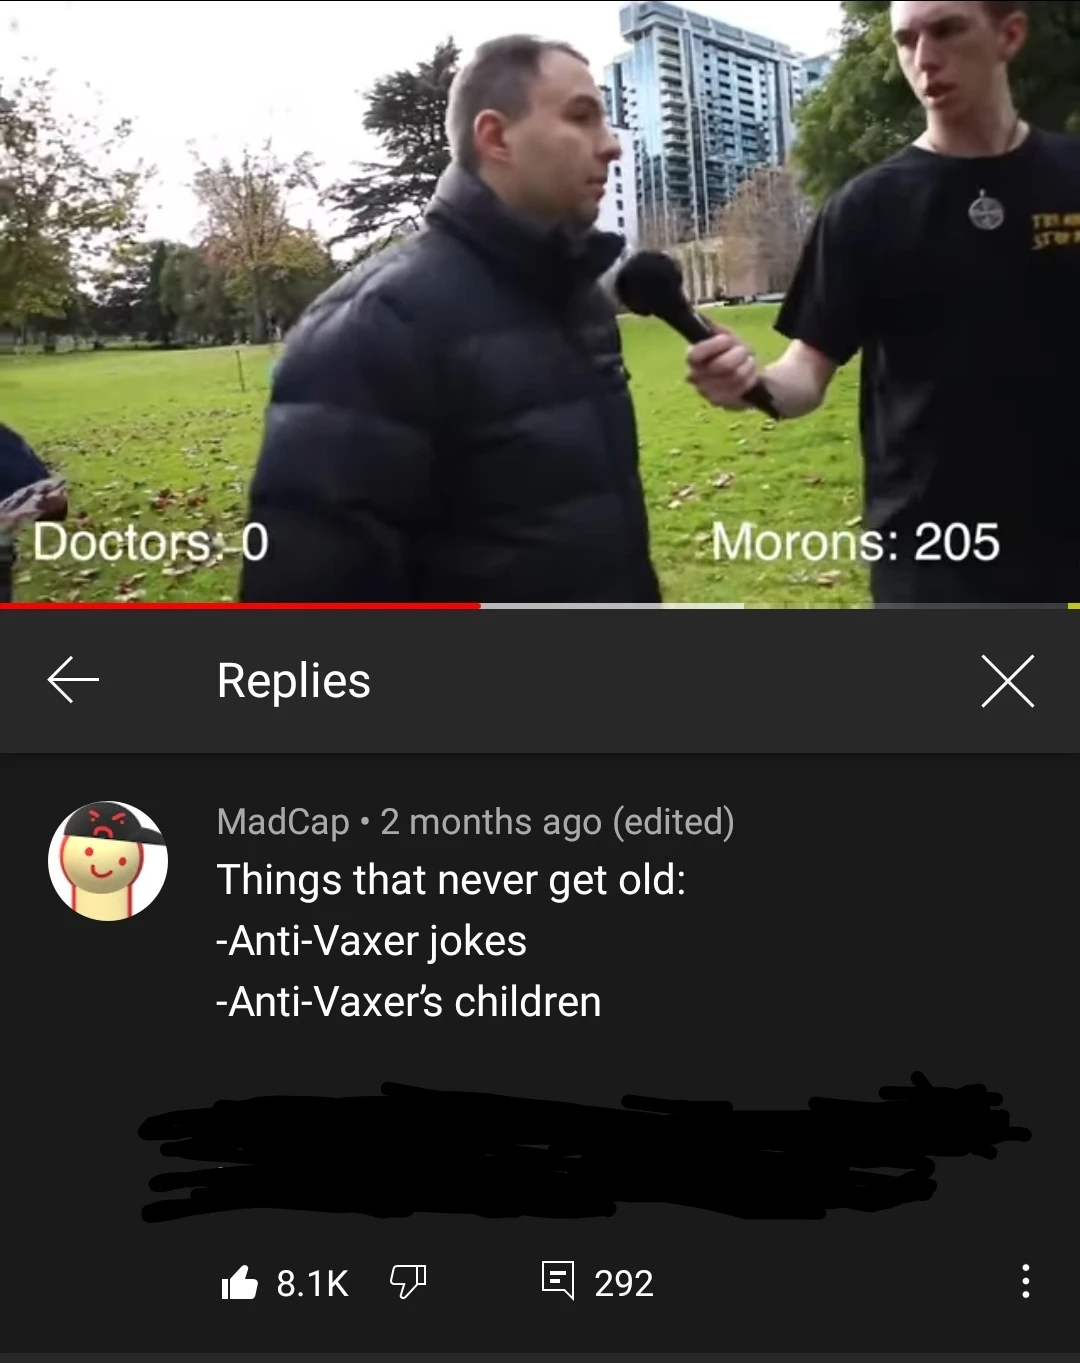 Doctors: 0
Morons: 205
Replies
MadCap • 2 months ago (edited)
Things that never get old:
-Anti-Vaxer jokes
-Anti-Vaxer's children
8.1K
292